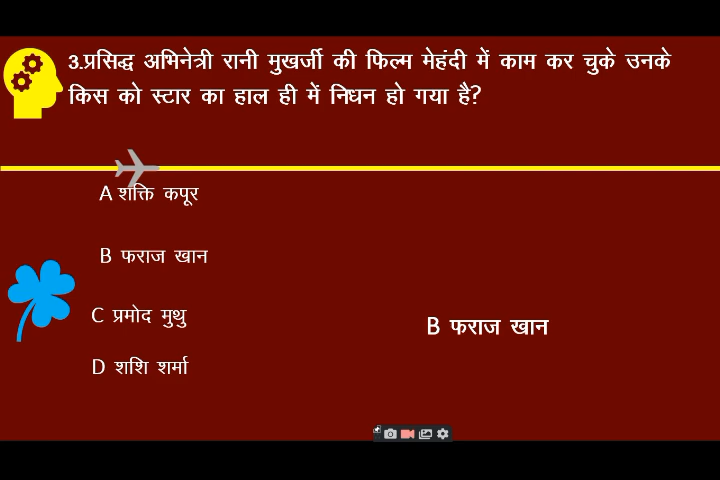 3.प्रसिद्ध अभिनेत्री रानी मुखर्जी की फिल्म मेहंदी में काम कर चुके उनके
किस को स्टार का हाल ही में निधन हो गया है?
A शक्ति कपूर
B फराज खान
C प्रमोद मुथु
B फराज खान
D शशि शर्मा